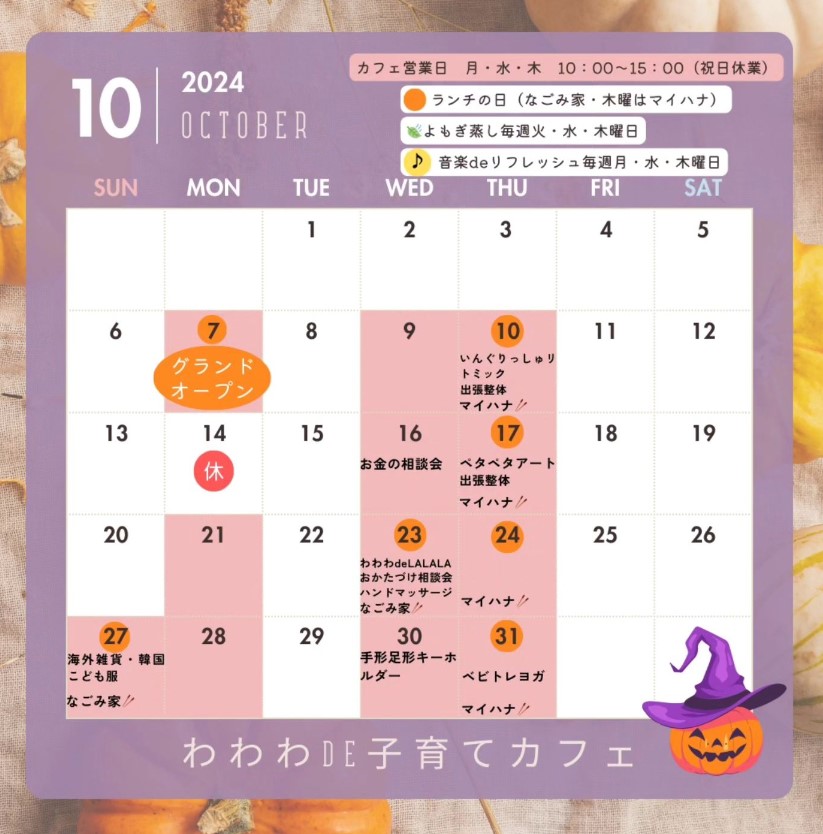 10
2024
OCTOBER
カフェ営業日　月・水・木　10：00～15：00（祝日休業）
ランチの日（なごみ家・木曜はマイハナ）
よもぎ蒸し毎週火・水・木曜日
♪ 音楽deリフレッシュ毎週月・水・木曜日
SUN MON TUE WED THU FRI SAT
1 2 3 4 5
6 7 8 9 10 11 12
グランド
オープン
いんぐりっしゅリ
トミック
出張整体
マイハナ
13 14 15 16 17 18 19
休
お金の相談会
ペタペタアート
出張整体
マイハナ
20 21 22 23 24 25 26
わわわdeLALALA
おかたづけ相談会
ハンドマッサージ
なごみ家
マイハナ
27 28 29 30 31
海外雑貨・韓国
こども服
なごみ家
手形足形キーホ
ルダー
ベビトレヨガ
マイハナ
わわわDE子育てカフェ